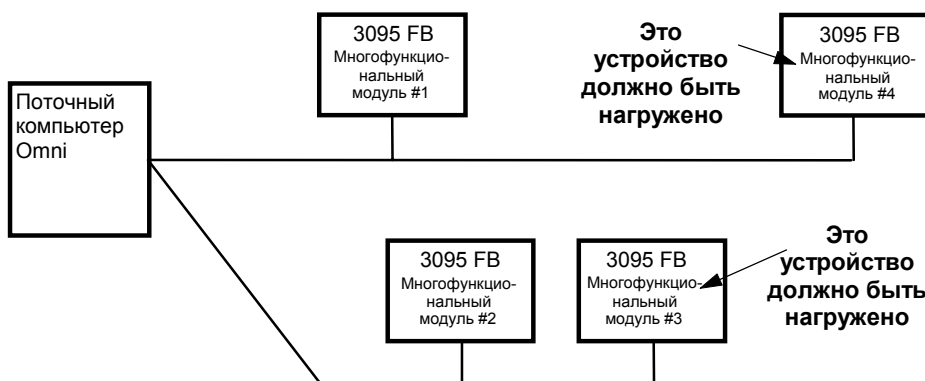 3095 FB
Многофункцио-
нальный
модуль #1
Это
устройство
должно быть
нагружено
3095 FB
Многофункцио-
нальный
модуль #4
Поточный
компьютер
Omni
3095 FB
Многофункцио-
нальный
модуль #2
3095 FB
Многофункцио-
нальный
модуль #3
Это
устройство
должно быть
нагружено